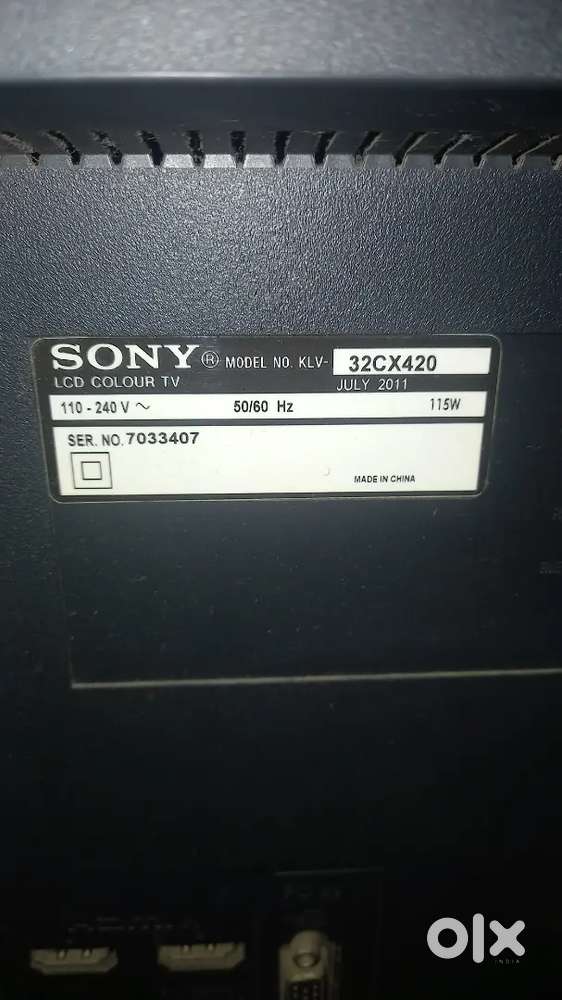 SONY® MODEL NO. KLV- 32CX420
LCD COLOUR TV JULY 2011
110 - 240 V ~ 50/60 Hz 115W
SER. NO. 7033407
MADE IN CHINA
olx
INDIA